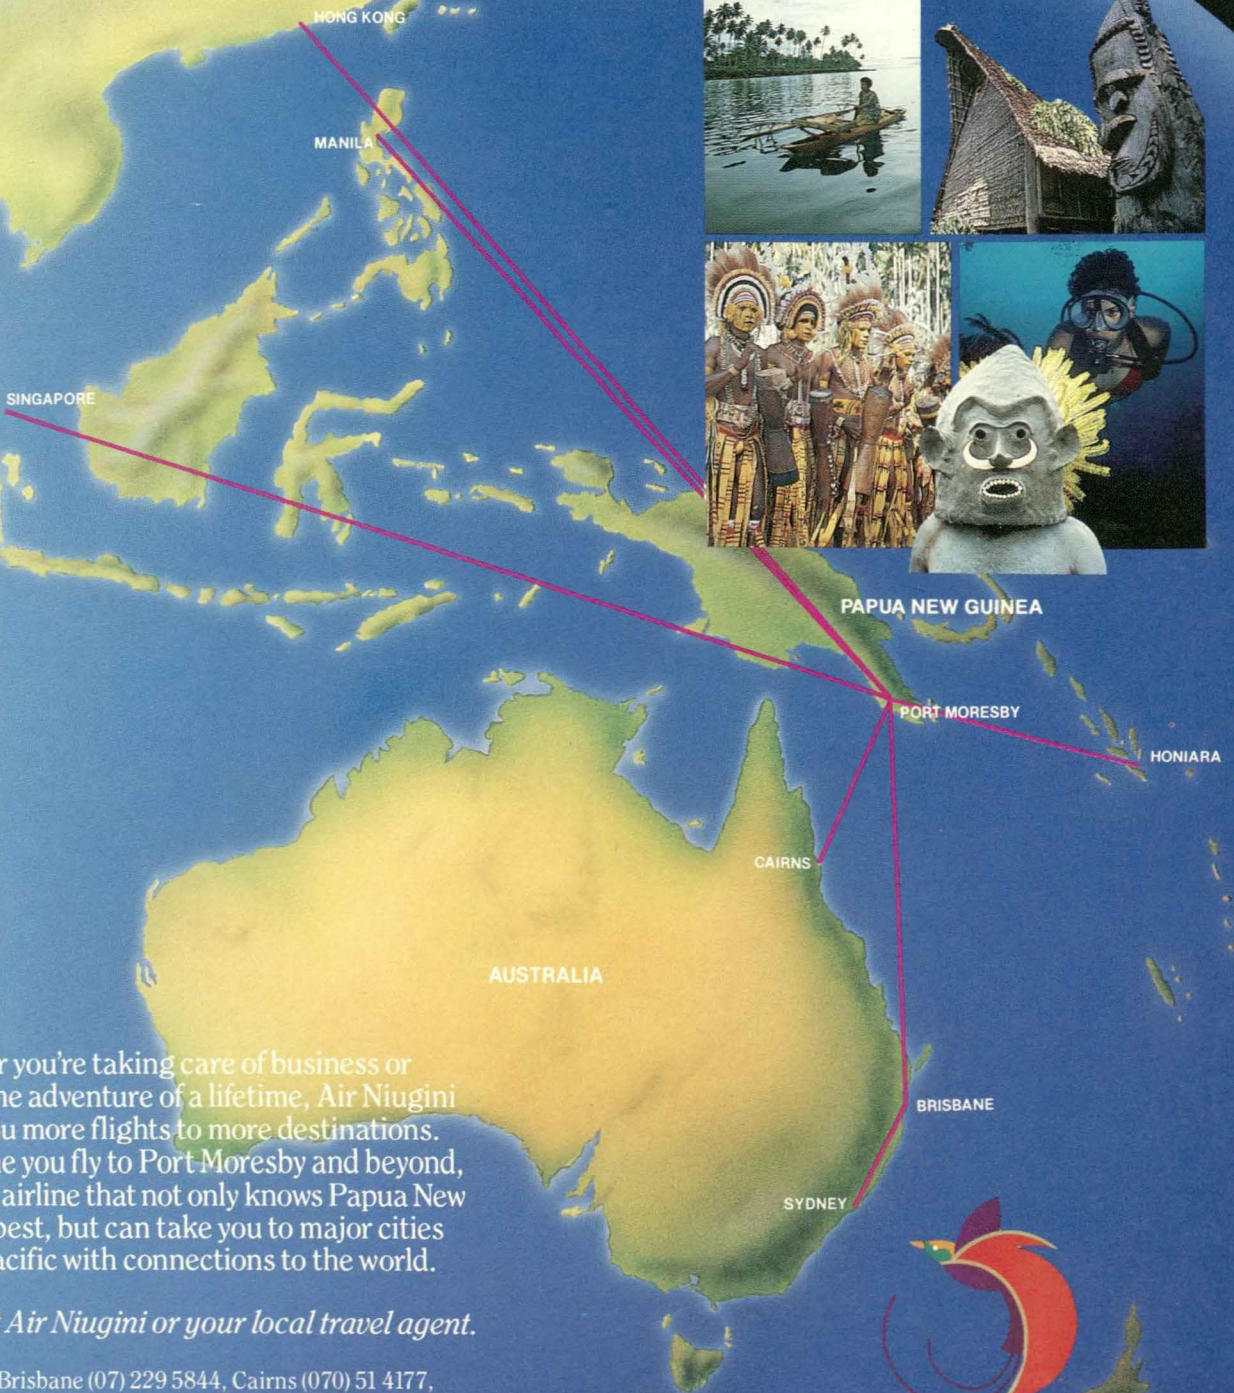 HONG KONG
MANILA
SINGAPORE
PAPUA NEW GUINEA
PORT MORESBY
HONIARA
CAIRNS
AUSTRALIA
BRISBANE
SYDNEY
r you're taking care of business or
ne adventure of a lifetime, Air Niugini
u more flights to more destinations.
e you fly to Port Moresby and beyond,
airline that not only knows Papua New
best, but can take you to major cities
acific with connections to the world.
Air Niugini or your local travel agent.
Brisbane (07) 229 5844, Cairns (070) 51 4177,